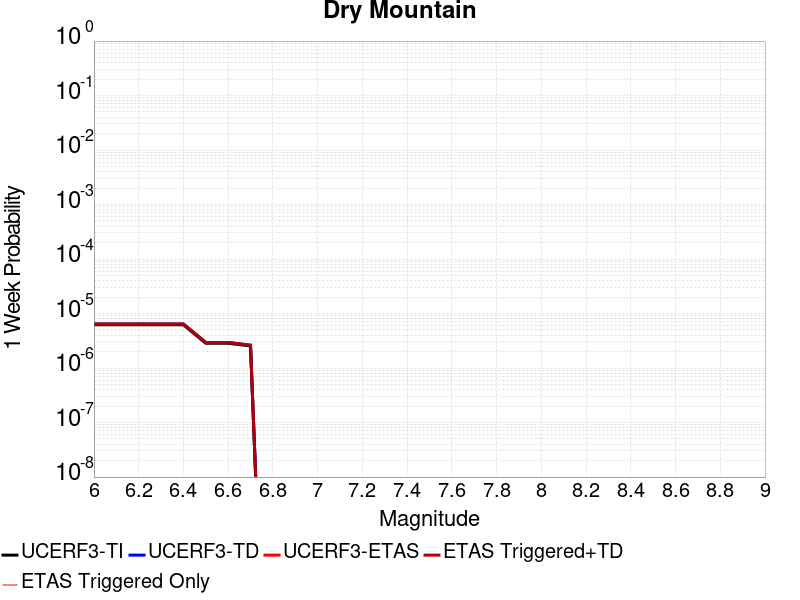 Dry Mountain
1 Week Probability
10^0
10^-1
10^-2
10^-3
10^-4
10^-5
10^-6
10^-7
10^-8
6 6.2 6.4 6.6 6.8 7 7.2 7.4 7.6 7.8 8 8.2 8.4 8.6 8.8 9
Magnitude
UCERF3-TI UCERF3-TD UCERF3-ETAS ETAS Triggered+TD
ETAS Triggered Only